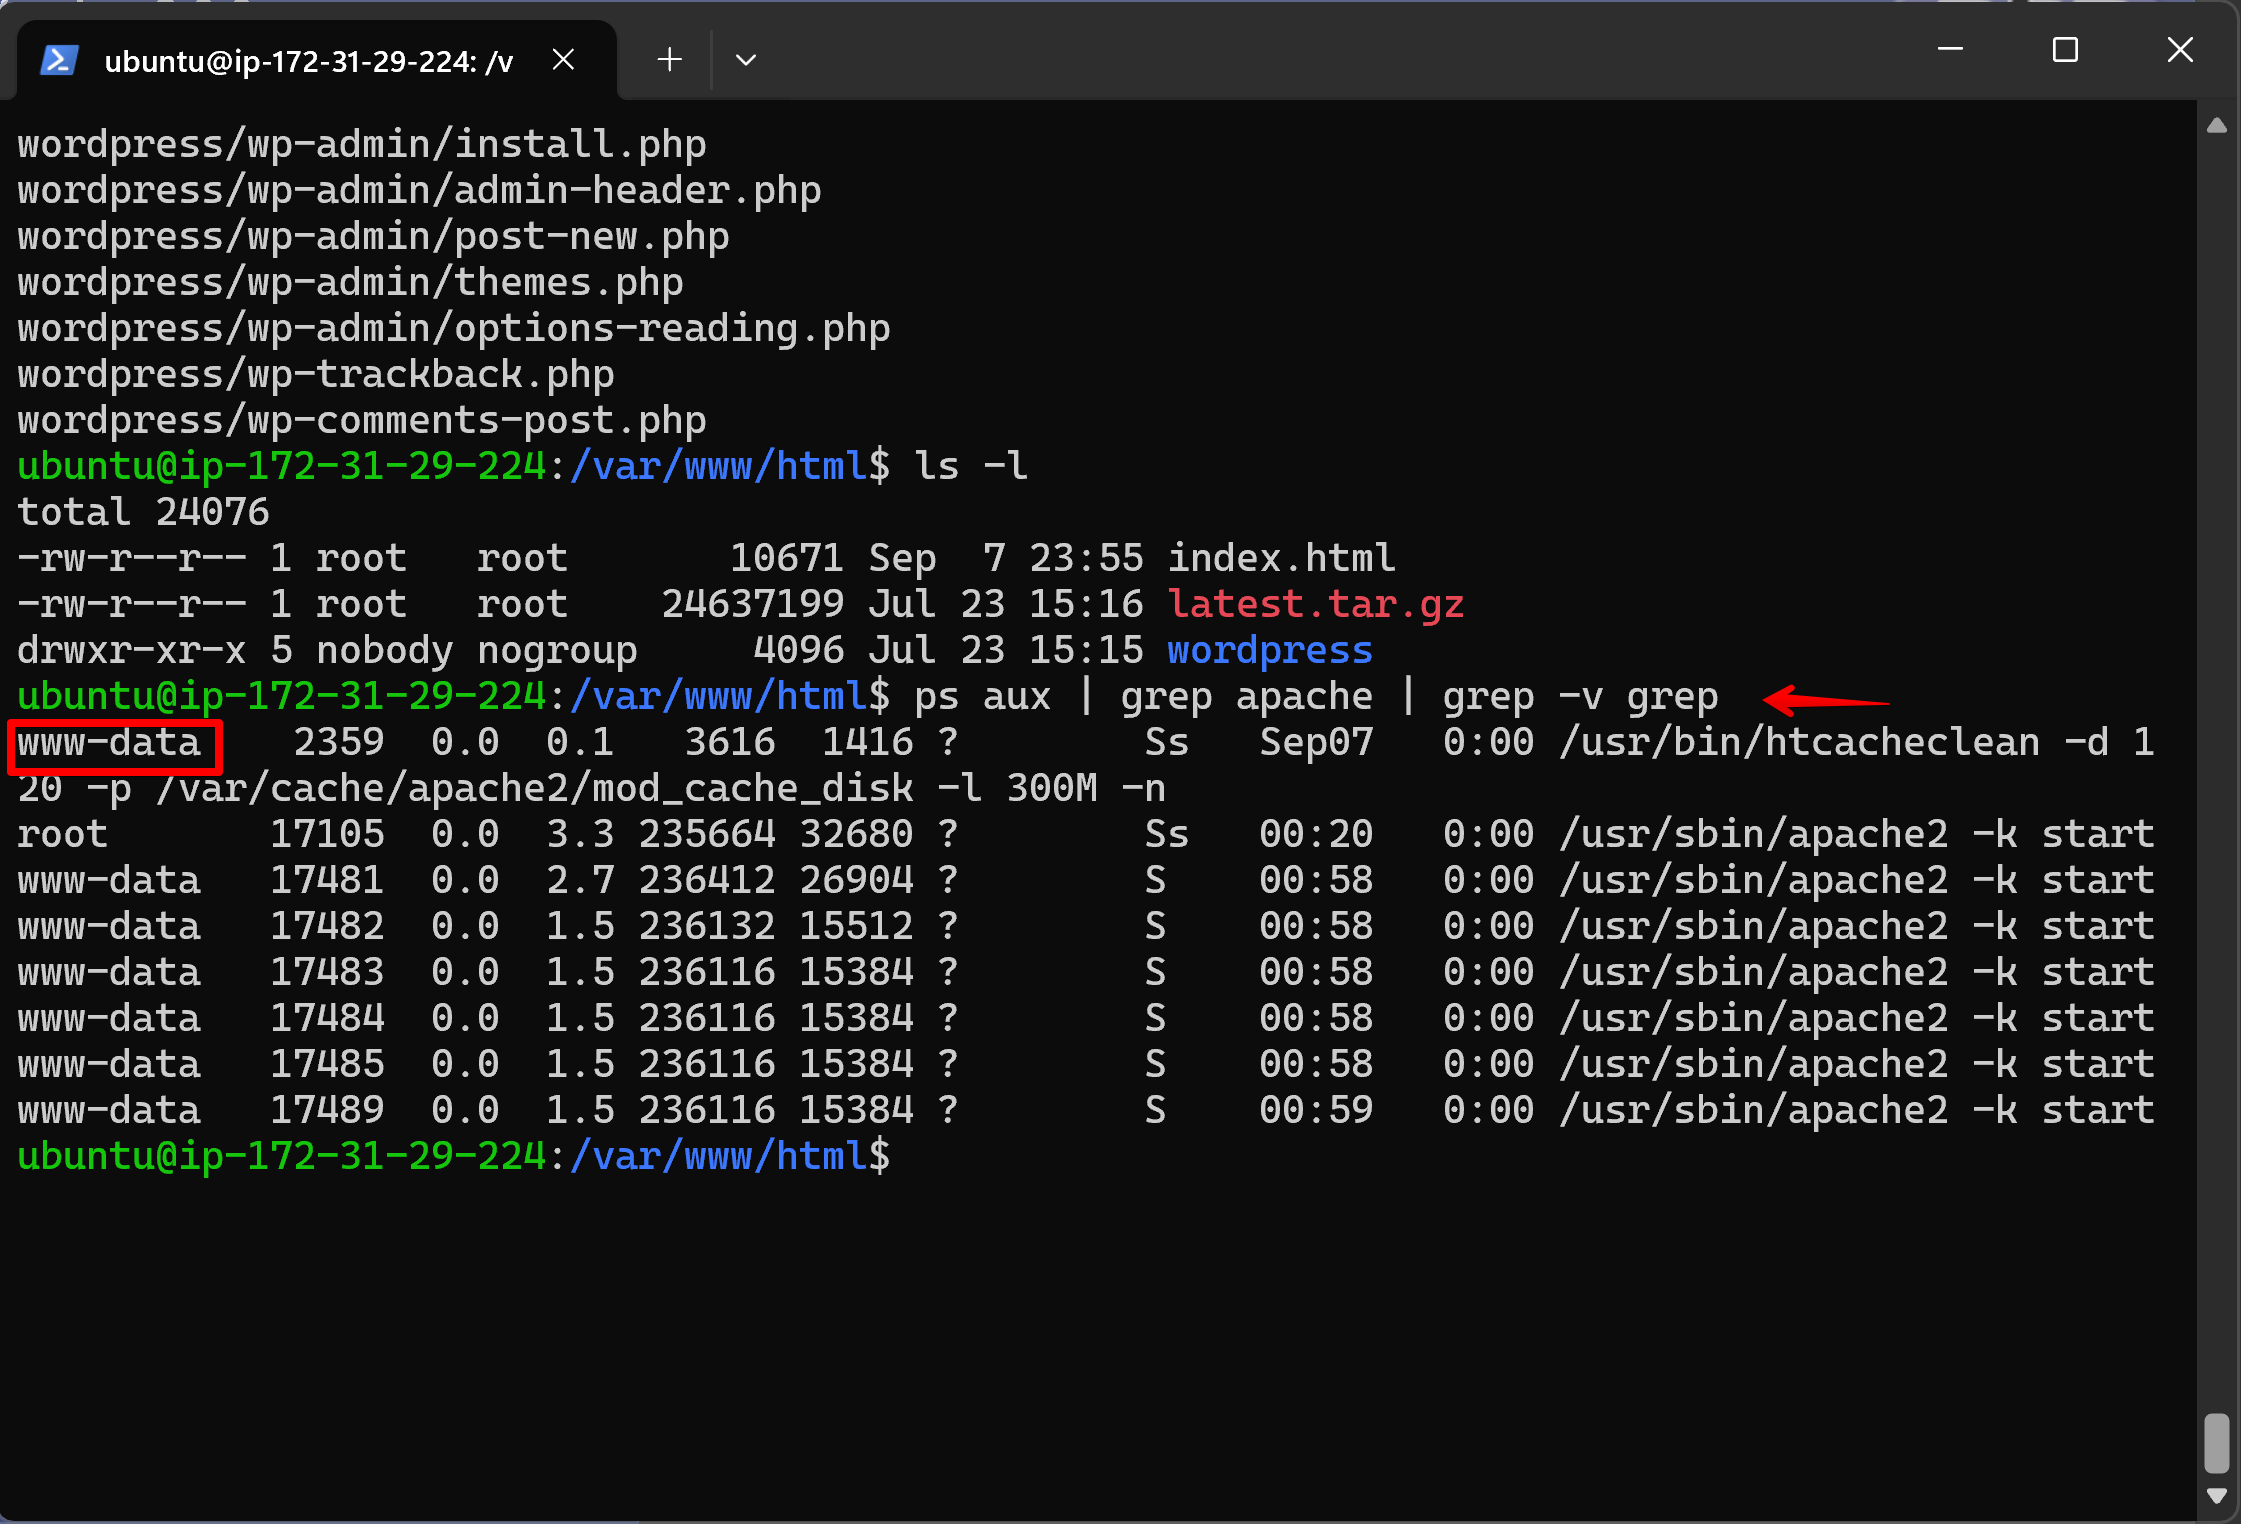 ubuntu@ip-172-31-29-224: /v
wordpress/wp-admin/install.php
wordpress/wp-admin/admin-header.php
wordpress/wp-admin/post-new.php
wordpress/wp-admin/themes.php
wordpress/wp-admin/options-reading.php
wordpress/wp-trackback.php
wordpress/wp-comments-post.php
ubuntu@ip-172-31-29-224:/var/www/html$ ls -l
total 24076
-rw-r--r-- 1 root   root       10671 Sep  7 23:55 index.html
-rw-r--r-- 1 root   root    24637199 Jul 23 15:16 latest.tar.gz
drwxr-xr-x 5 nobody nogroup     4096 Jul 23 15:15 wordpress
ubuntu@ip-172-31-29-224:/var/www/html$ ps aux | grep apache | grep -v grep
www-data    2359  0.0  0.1   3616  1416 ?        Ss   Sep07   0:00 /usr/bin/htcacheclean -d 1
20 -p /var/cache/apache2/mod_cache_disk -l 300M -n
root       17105  0.0  3.3 235664 32680 ?        Ss   00:20   0:00 /usr/sbin/apache2 -k start
www-data   17481  0.0  2.7 236412 26904 ?        S    00:58   0:00 /usr/sbin/apache2 -k start
www-data   17482  0.0  1.5 236132 15512 ?        S    00:58   0:00 /usr/sbin/apache2 -k start
www-data   17483  0.0  1.5 236116 15384 ?        S    00:58   0:00 /usr/sbin/apache2 -k start
www-data   17484  0.0  1.5 236116 15384 ?        S    00:58   0:00 /usr/sbin/apache2 -k start
www-data   17485  0.0  1.5 236116 15384 ?        S    00:58   0:00 /usr/sbin/apache2 -k start
www-data   17489  0.0  1.5 236116 15384 ?        S    00:59   0:00 /usr/sbin/apache2 -k start
ubuntu@ip-172-31-29-224:/var/www/html$